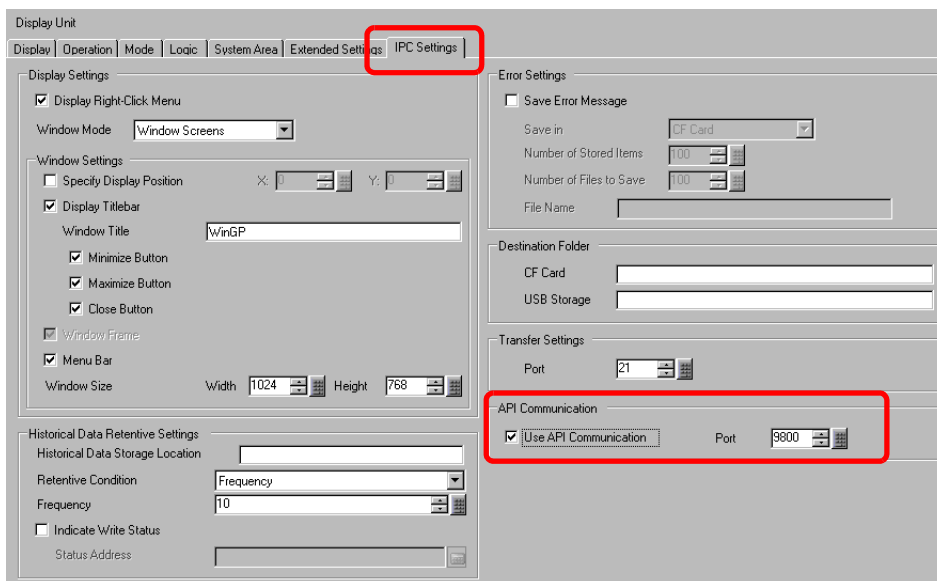 Display Unit
Display Operation Mode Logic System Area Extended Settings IPC Settings
Display Settings
Display Right-Click Menu
Window Mode Window Screens
Window Settings
Specify Display Position X: 0 Y: 0
Display Titlebar
Window Title WinGP
Minimize Button
Maximize Button
Close Button
Window Frame
Menu Bar
Window Size Width 1024 Height 768
Historical Data Retentive Settings
Historical Data Storage Location
Retentive Condition Frequency
Frequency 10
Indicate Write Status
Status Address
Error Settings
Save Error Message
Save in CF Card
Number of Stored Items 100
Number of Files to Save 100
File Name
Destination Folder
CF Card
USB Storage
Transfer Settings
Port 21
API Communication
Use API Communication Port 9800